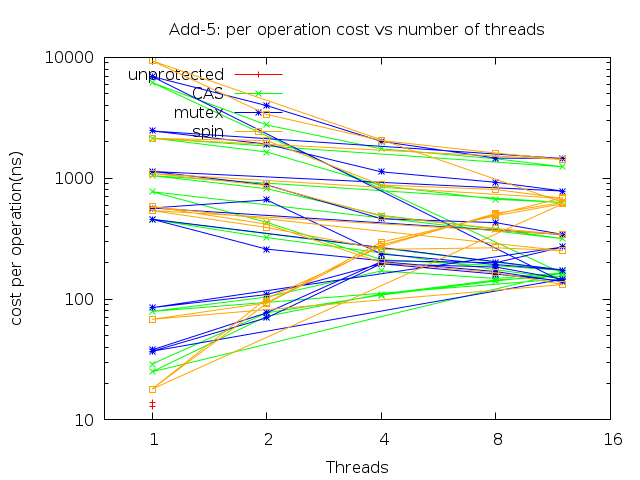 Add-5: per operation cost vs number of threads
10000
1000
100
10
cost per operation(ns)
unprotected
CAS
mutex
spin
1 2 4 8 16
Threads